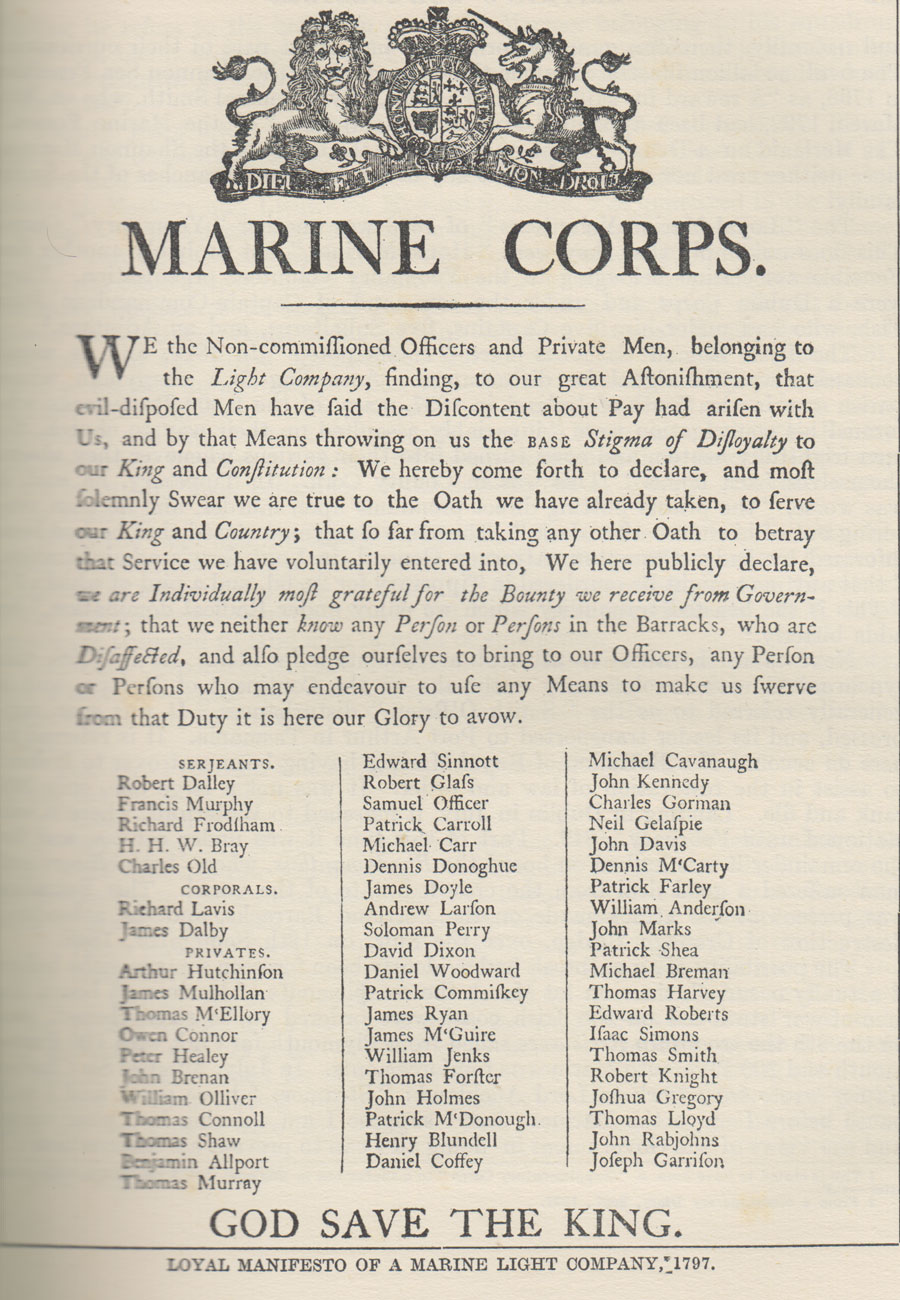 HONI SOIT QUI MAL Y PENSE
DIEU ET MON DROIT
MARINE CORPS.
WE the Non-commiſſioned Officers and Private Men, belonging to
the Light Company, finding, to our great Aſtoniſhment, that
evil-diſpoſed Men have ſaid the Diſcontent about Pay had ariſen with
Us, and by that Means throwing on us the BASE Stigma of Diſloyalty to
our King and Conſtitution: We hereby come forth to declare, and moſt
ſolemnly Swear we are true to the Oath we have already taken, to ſerve
our King and Country; that ſo far from taking any other Oath to betray
that Service we have voluntarily entered into, We here publicly declare,
we are Individually moſt grateful for the Bounty we receive from Govern-
ment; that we neither know any Perſon or Perſons in the Barracks, who are
Diſaffected, and alſo pledge ourſelves to bring to our Officers, any Perſon
or Perſons who may endeavour to uſe any Means to make us ſwerve
from that Duty it is here our Glory to avow.
SERJEANTS.
Robert Dalley
Francis Murphy
Richard Frodſham
H. H. W. Bray
Charles Old
CORPORALS.
Richard Lavis
James Dalby
PRIVATES.
Arthur Hutchinſon
James Mulhollan
Thomas M‘Ellory
Owen Connor
Peter Healey
John Brenan
William Olliver
Thomas Connoll
Thomas Shaw
Benjamin Allport
Thomas Murray
Edward Sinnott
Robert Glaſs
Samuel Officer
Patrick Carroll
Michael Carr
Dennis Donoghue
James Doyle
Andrew Larſon
Soloman Perry
David Dixon
Daniel Woodward
Patrick Commiſkey
James Ryan
James M‘Guire
William Jenks
Thomas Forſter
John Holmes
Patrick M‘Donough.
Henry Blundell
Daniel Coffey
Michael Cavanaugh
John Kennedy
Charles Gorman
Neil Gelaſpie
John Davis
Dennis M‘Carty
Patrick Farley
William Anderſon
John Marks
Patrick Shea
Michael Breman
Thomas Harvey
Edward Roberts
Iſaac Simons
Thomas Smith
Robert Knight
Joſhua Gregory
Thomas Lloyd
John Rabjohns
Joſeph Garriſon
GOD SAVE THE KING.
LOYAL MANIFESTO OF A MARINE LIGHT COMPANY, 1797.